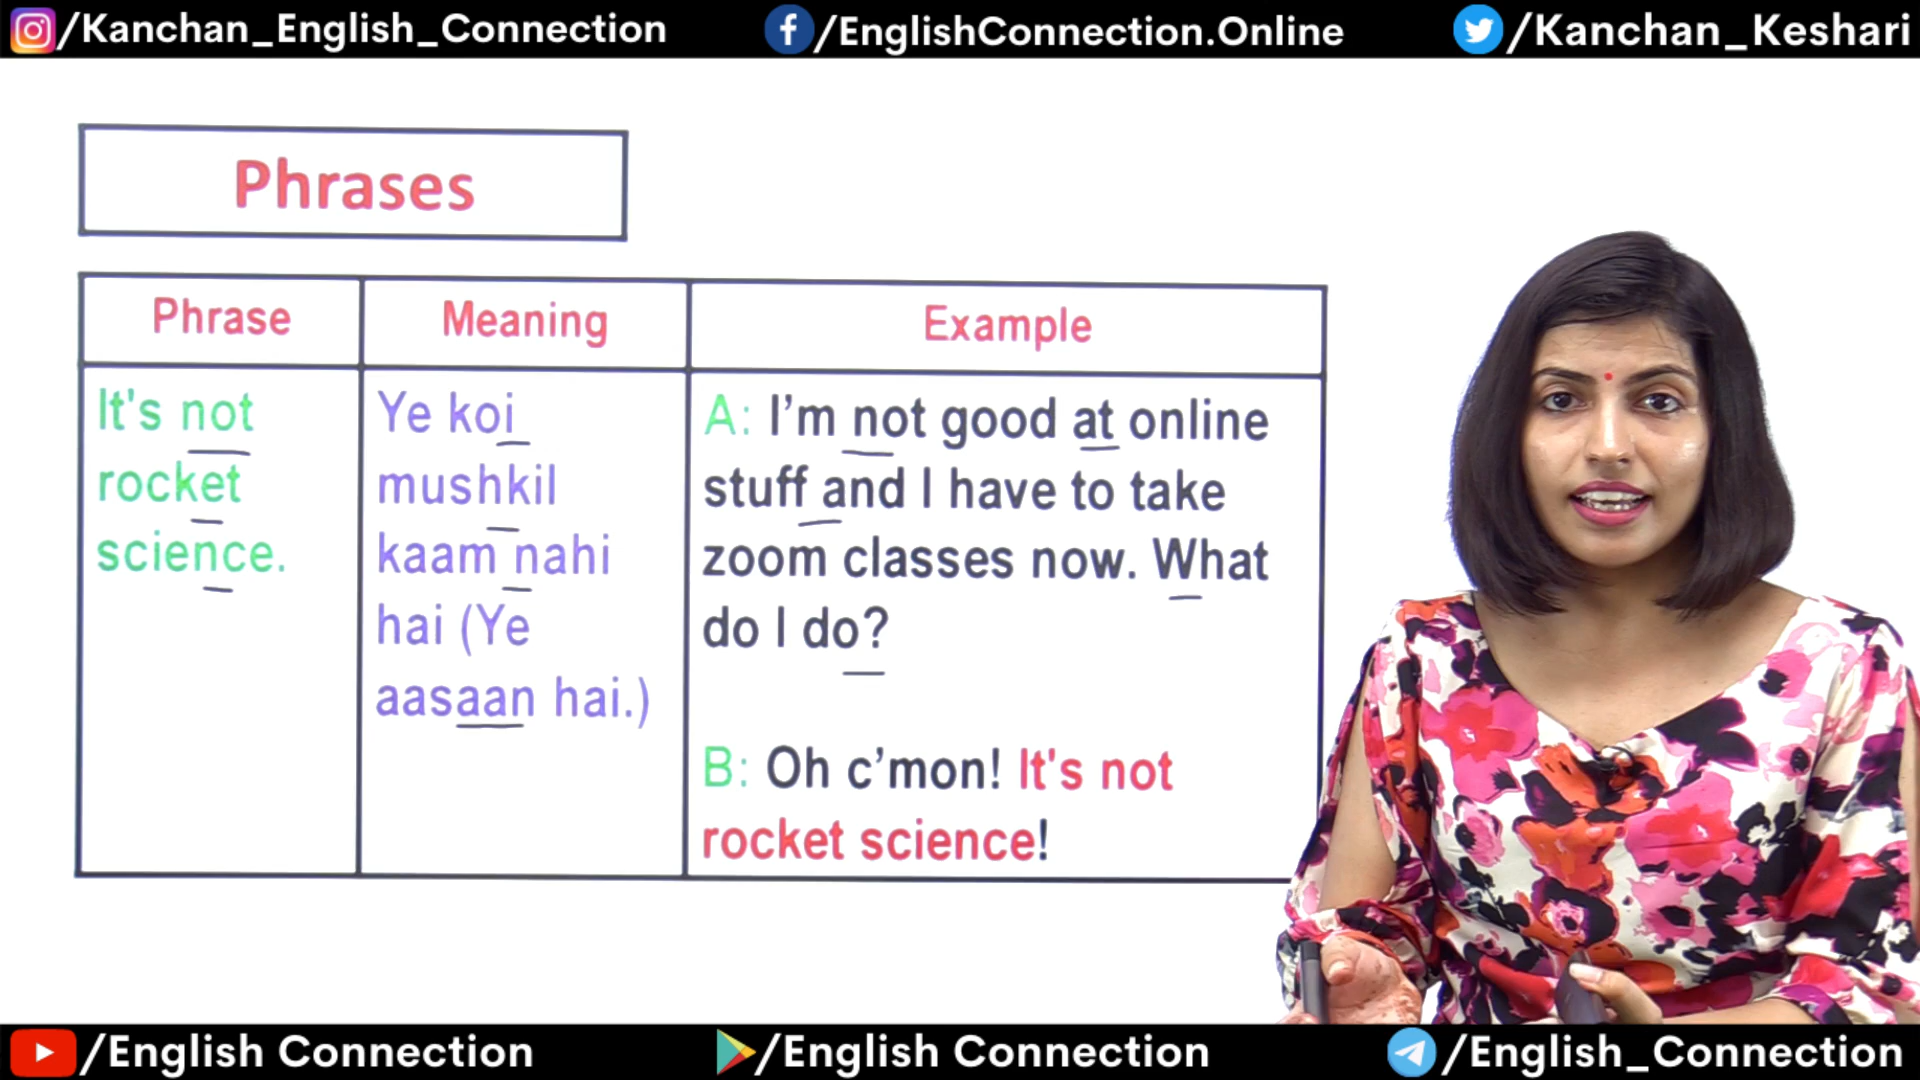 /Kanchan_English_Connection
/EnglishConnection.Online
/Kanchan_Keshari
Phrases
Phrase
Meaning
Example
It's not
rocket
science.
Ye koi
mushkil
kaam nahi
hai (Ye
aasaan hai.)
A: I’m not good at online
stuff and I have to take
zoom classes now. What
do I do?
B: Oh c’mon! It's not
rocket science!
/English Connection
/English Connection
/English_Connection